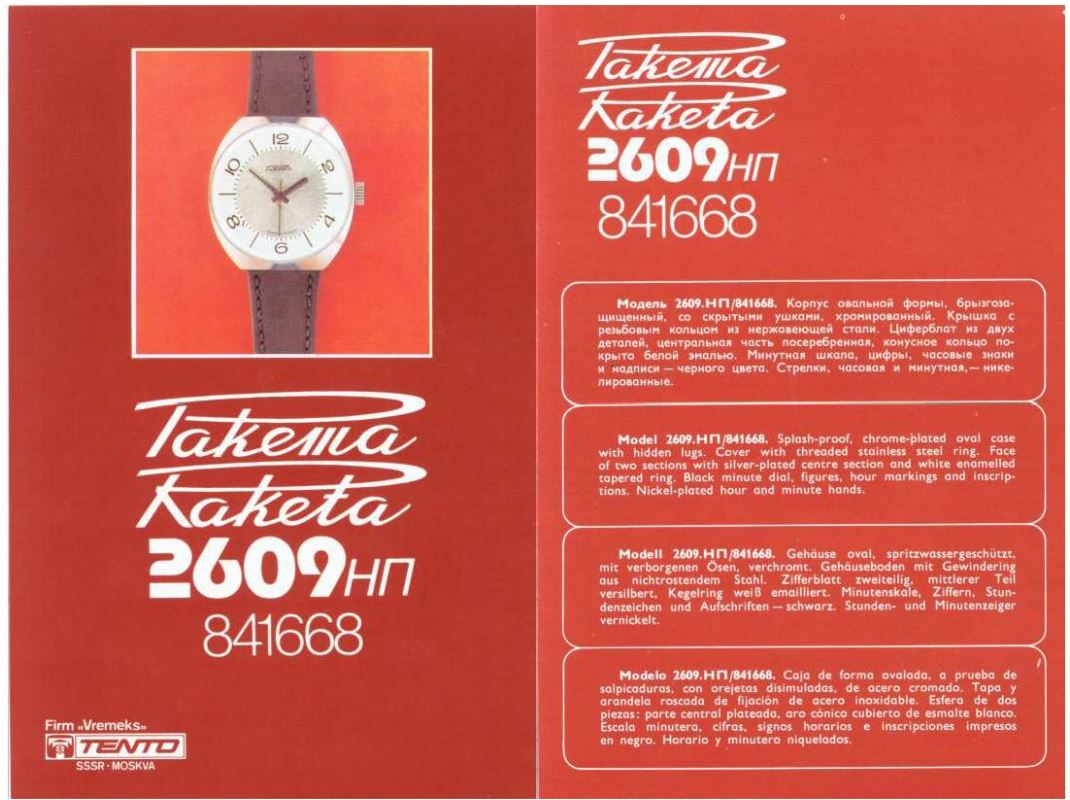 12
10
2
8
4
6
Ракета
Raketa
2609 НП
841668
Firm «Vremeks»
TENTO
SSSR · MOSKVA
Ракета
Raketa
2609 НП
841668
Модель 2609.НП/841668. Корпус овальной формы, брызгоза-
щищенный, со скрытыми ушками, хромированный. Крышка с
резьбовым кольцом из нержавеющей стали. Циферблат из двух
деталей, центральная часть посеребренная, конусное кольцо по-
крыто белой эмалью. Минутная шкала, цифры, часовые знаки
и надписи — черного цвета. Стрелки, часовая и минутная,— нике-
лированные.
Model 2609.НП/841668. Splash-proof, chrome-plated oval case
with hidden lugs. Cover with threaded stainless steel ring. Face
of two sections with silver-plated centre section and white enamelled
tapered ring. Black minute dial, figures, hour markings and inscrip-
tions. Nickel-plated hour and minute hands.
Modell 2609.НП/841668. Gehäuse oval, spritzwassergeschützt,
mit verborgenen Ösen, verchromt. Gehäuseboden mit Gewindering
aus nichtrostendem Stahl. Zifferblatt zweiteilig, mittlerer Teil
versilbert, Kegelring weiß emailliert. Minutenskale, Ziffern, Stun-
denzeichen und Aufschriften — schwarz. Stunden- und Minutenzeiger
vernickelt.
Modelo 2609.НП/841668. Caja de forma ovalada, a prueba de
salpicaduras, con orejetas disimuladas, de acero cromado. Tapa y
arandela roscada de fijación de acero inoxidable. Esfera de dos
piezas: parte central plateada, aro cónico cubierto de esmalte blanco.
Escala minutera, cifras, signos horarios e inscripciones impresos
en negro. Horario y minutero niquelados.